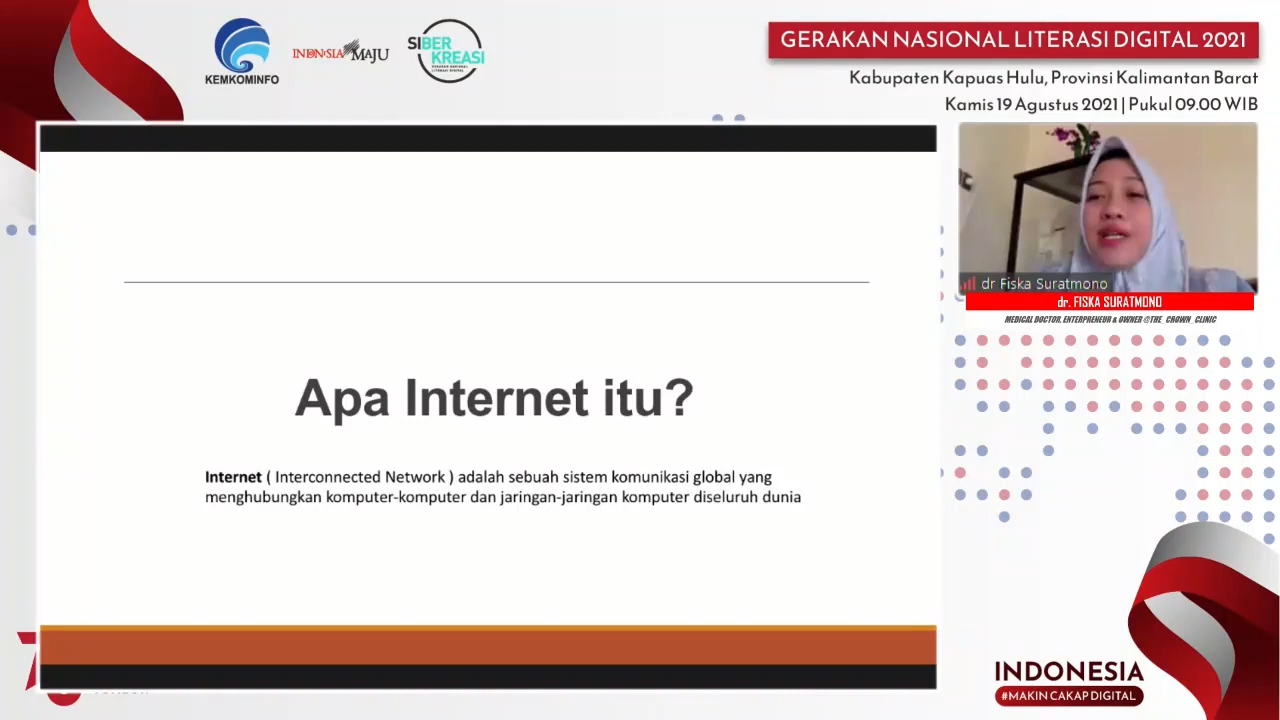 KEMKOMINFO
INDONESIA MAJU
SIBER
KREASI
GERAKAN NASIONAL LITERASI DIGITAL 2021
Kabupaten Kapuas Hulu, Provinsi Kalimantan Barat
Kamis 19 Agustus 2021 | Pukul 09.00 WIB
dr Fiska Suratmono
dr. FISKA SURATMONO
MEDICAL DOCTOR, ENTERPRENEUR & OWNER @THE_CROWN_CLINIC
Apa Internet itu?
Internet ( Interconnected Network ) adalah sebuah sistem komunikasi global yang
menghubungkan komputer-komputer dan jaringan-jaringan komputer diseluruh dunia
INDONESIA
#MAKIN CAKAP DIGITAL